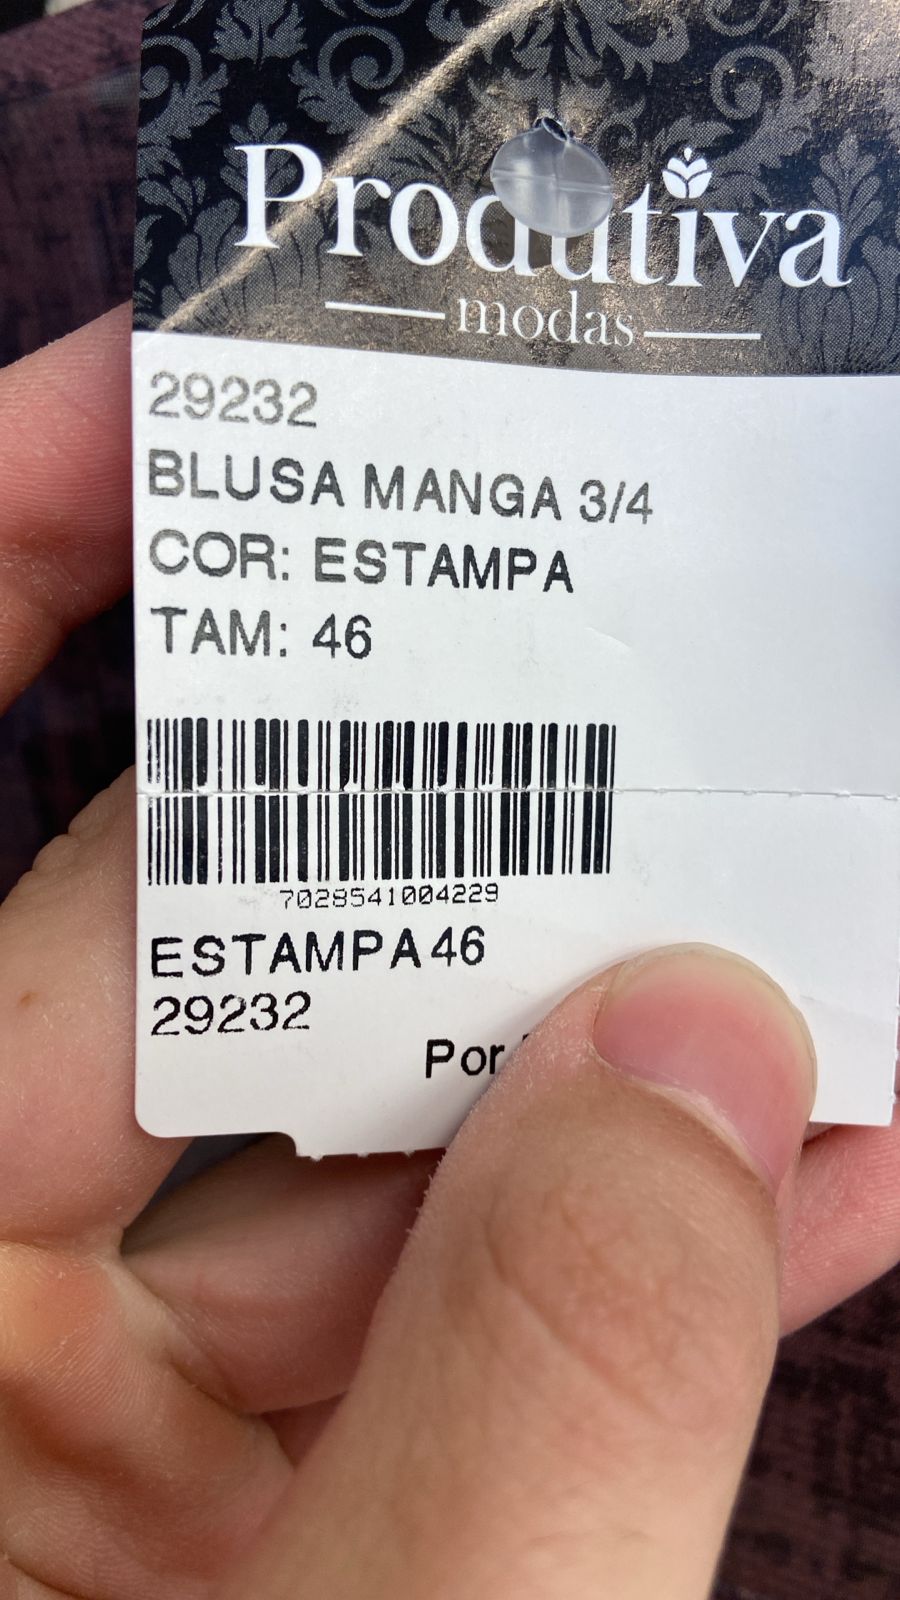 Produtiva
modas
29232
BLUSA MANGA 3/4
COR: ESTAMPA
TAM: 46
7028541004229
ESTAMPA46
29232
Por